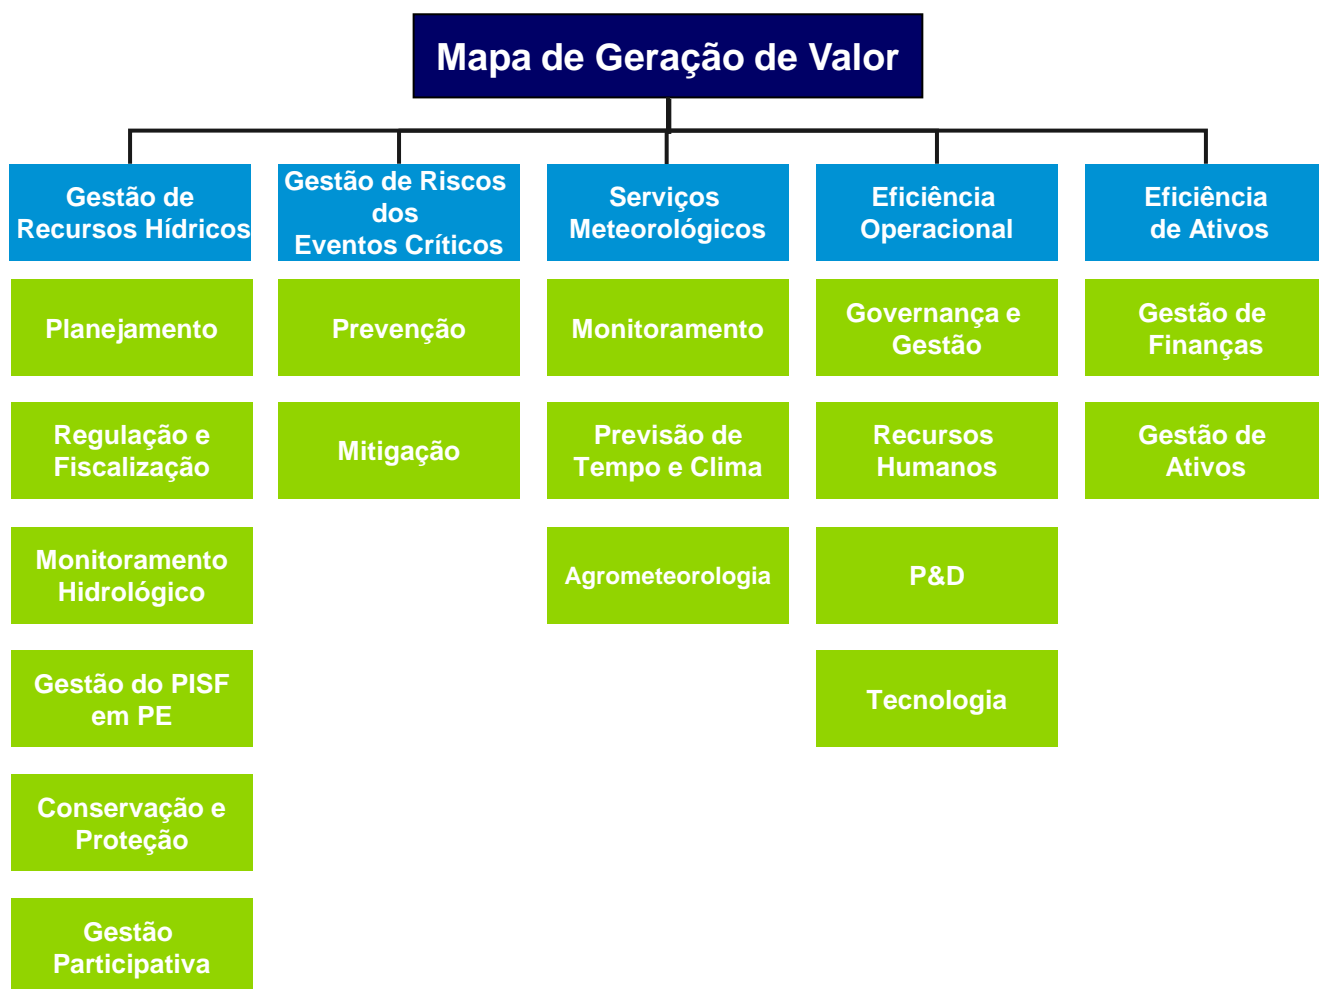 Mapa de Geração de Valor
Gestão de
Recursos Hídricos
Gestão de Riscos
dos
Eventos Críticos
Serviços
Meteorológicos
Eficiência
Operacional
Eficiência
de Ativos
Planejamento
Prevenção
Monitoramento
Governança e
Gestão
Gestão de
Finanças
Regulação e
Fiscalização
Mitigação
Previsão de
Tempo e Clima
Recursos
Humanos
Gestão de
Ativos
Monitoramento
Hidrológico
Agrometeorologia
P&D
Gestão do PISF
em PE
Tecnologia
Conservação e
Proteção
Gestão
Participativa